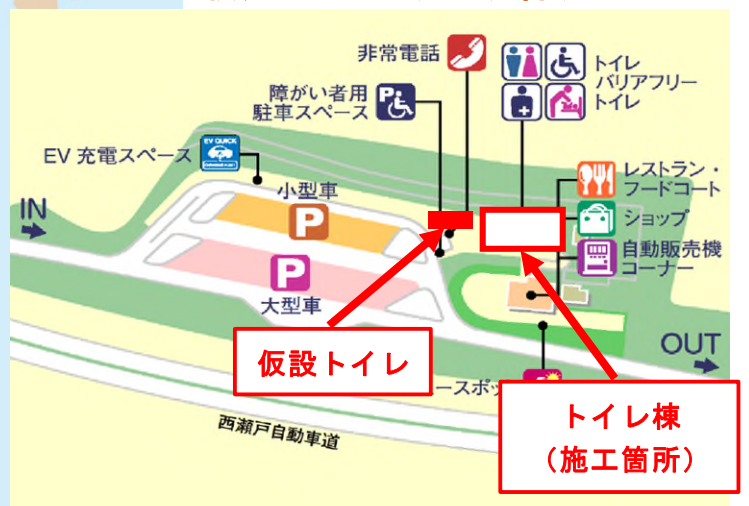 非常電話
トイレ
バリアフリー
トイレ
障がい者用
駐車スペース
P
EV QUICK
EV 充電スペース
レストラン・
フードコート
IN
小型車
P
ショップ
自動販売機
コーナー
P
大型車
OUT
仮設トイレ
ースポッ
トイレ棟
(施工箇所)
西瀬戸自動車道